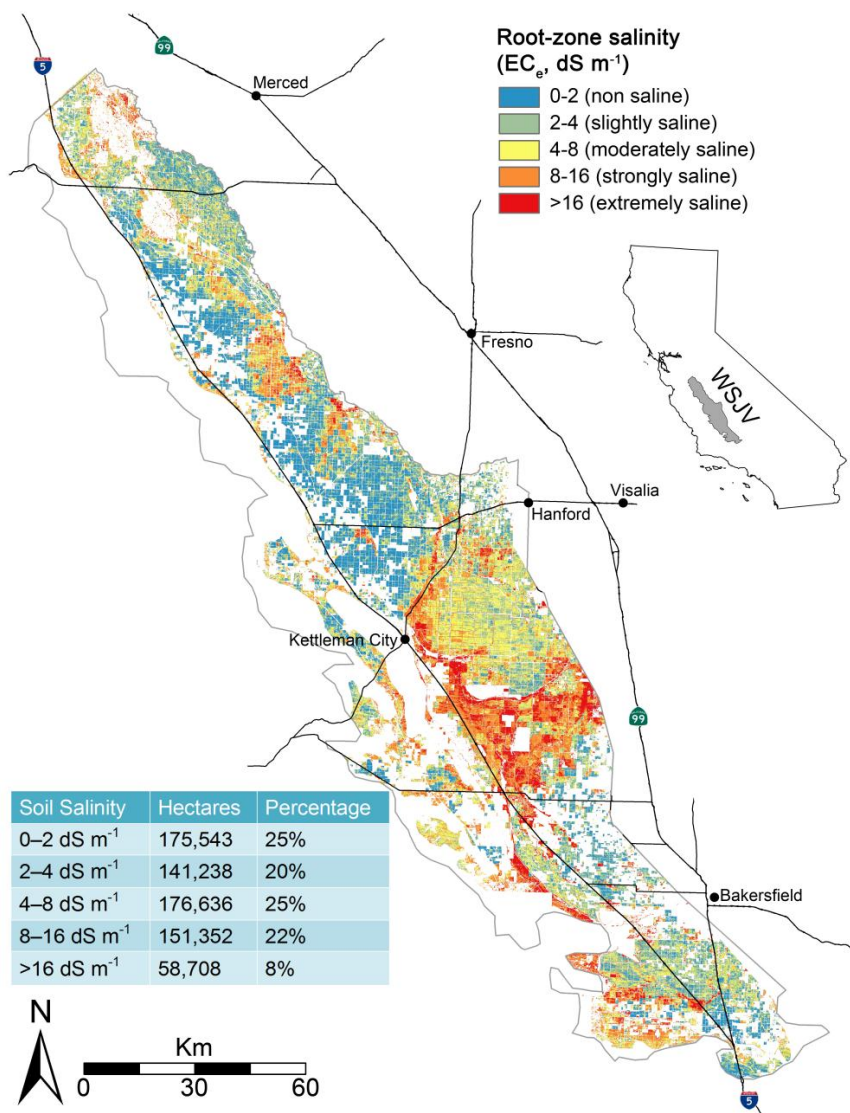 99
5
Merced
Root-zone salinity
(ECe, dS m-1)
0-2 (non saline)
2-4 (slightly saline)
4-8 (moderately saline)
8-16 (strongly saline)
>16 (extremely saline)
Fresno
WSJV
Visalia
Hanford
Kettleman City
99
Soil Salinity Hectares Percentage
0–2 dS m-1 175,543 25%
2–4 dS m-1 141,238 20%
4–8 dS m-1 176,636 25%
8–16 dS m-1 151,352 22%
>16 dS m-1 58,708 8%
Bakersfield
N
Km
0 30 60
5